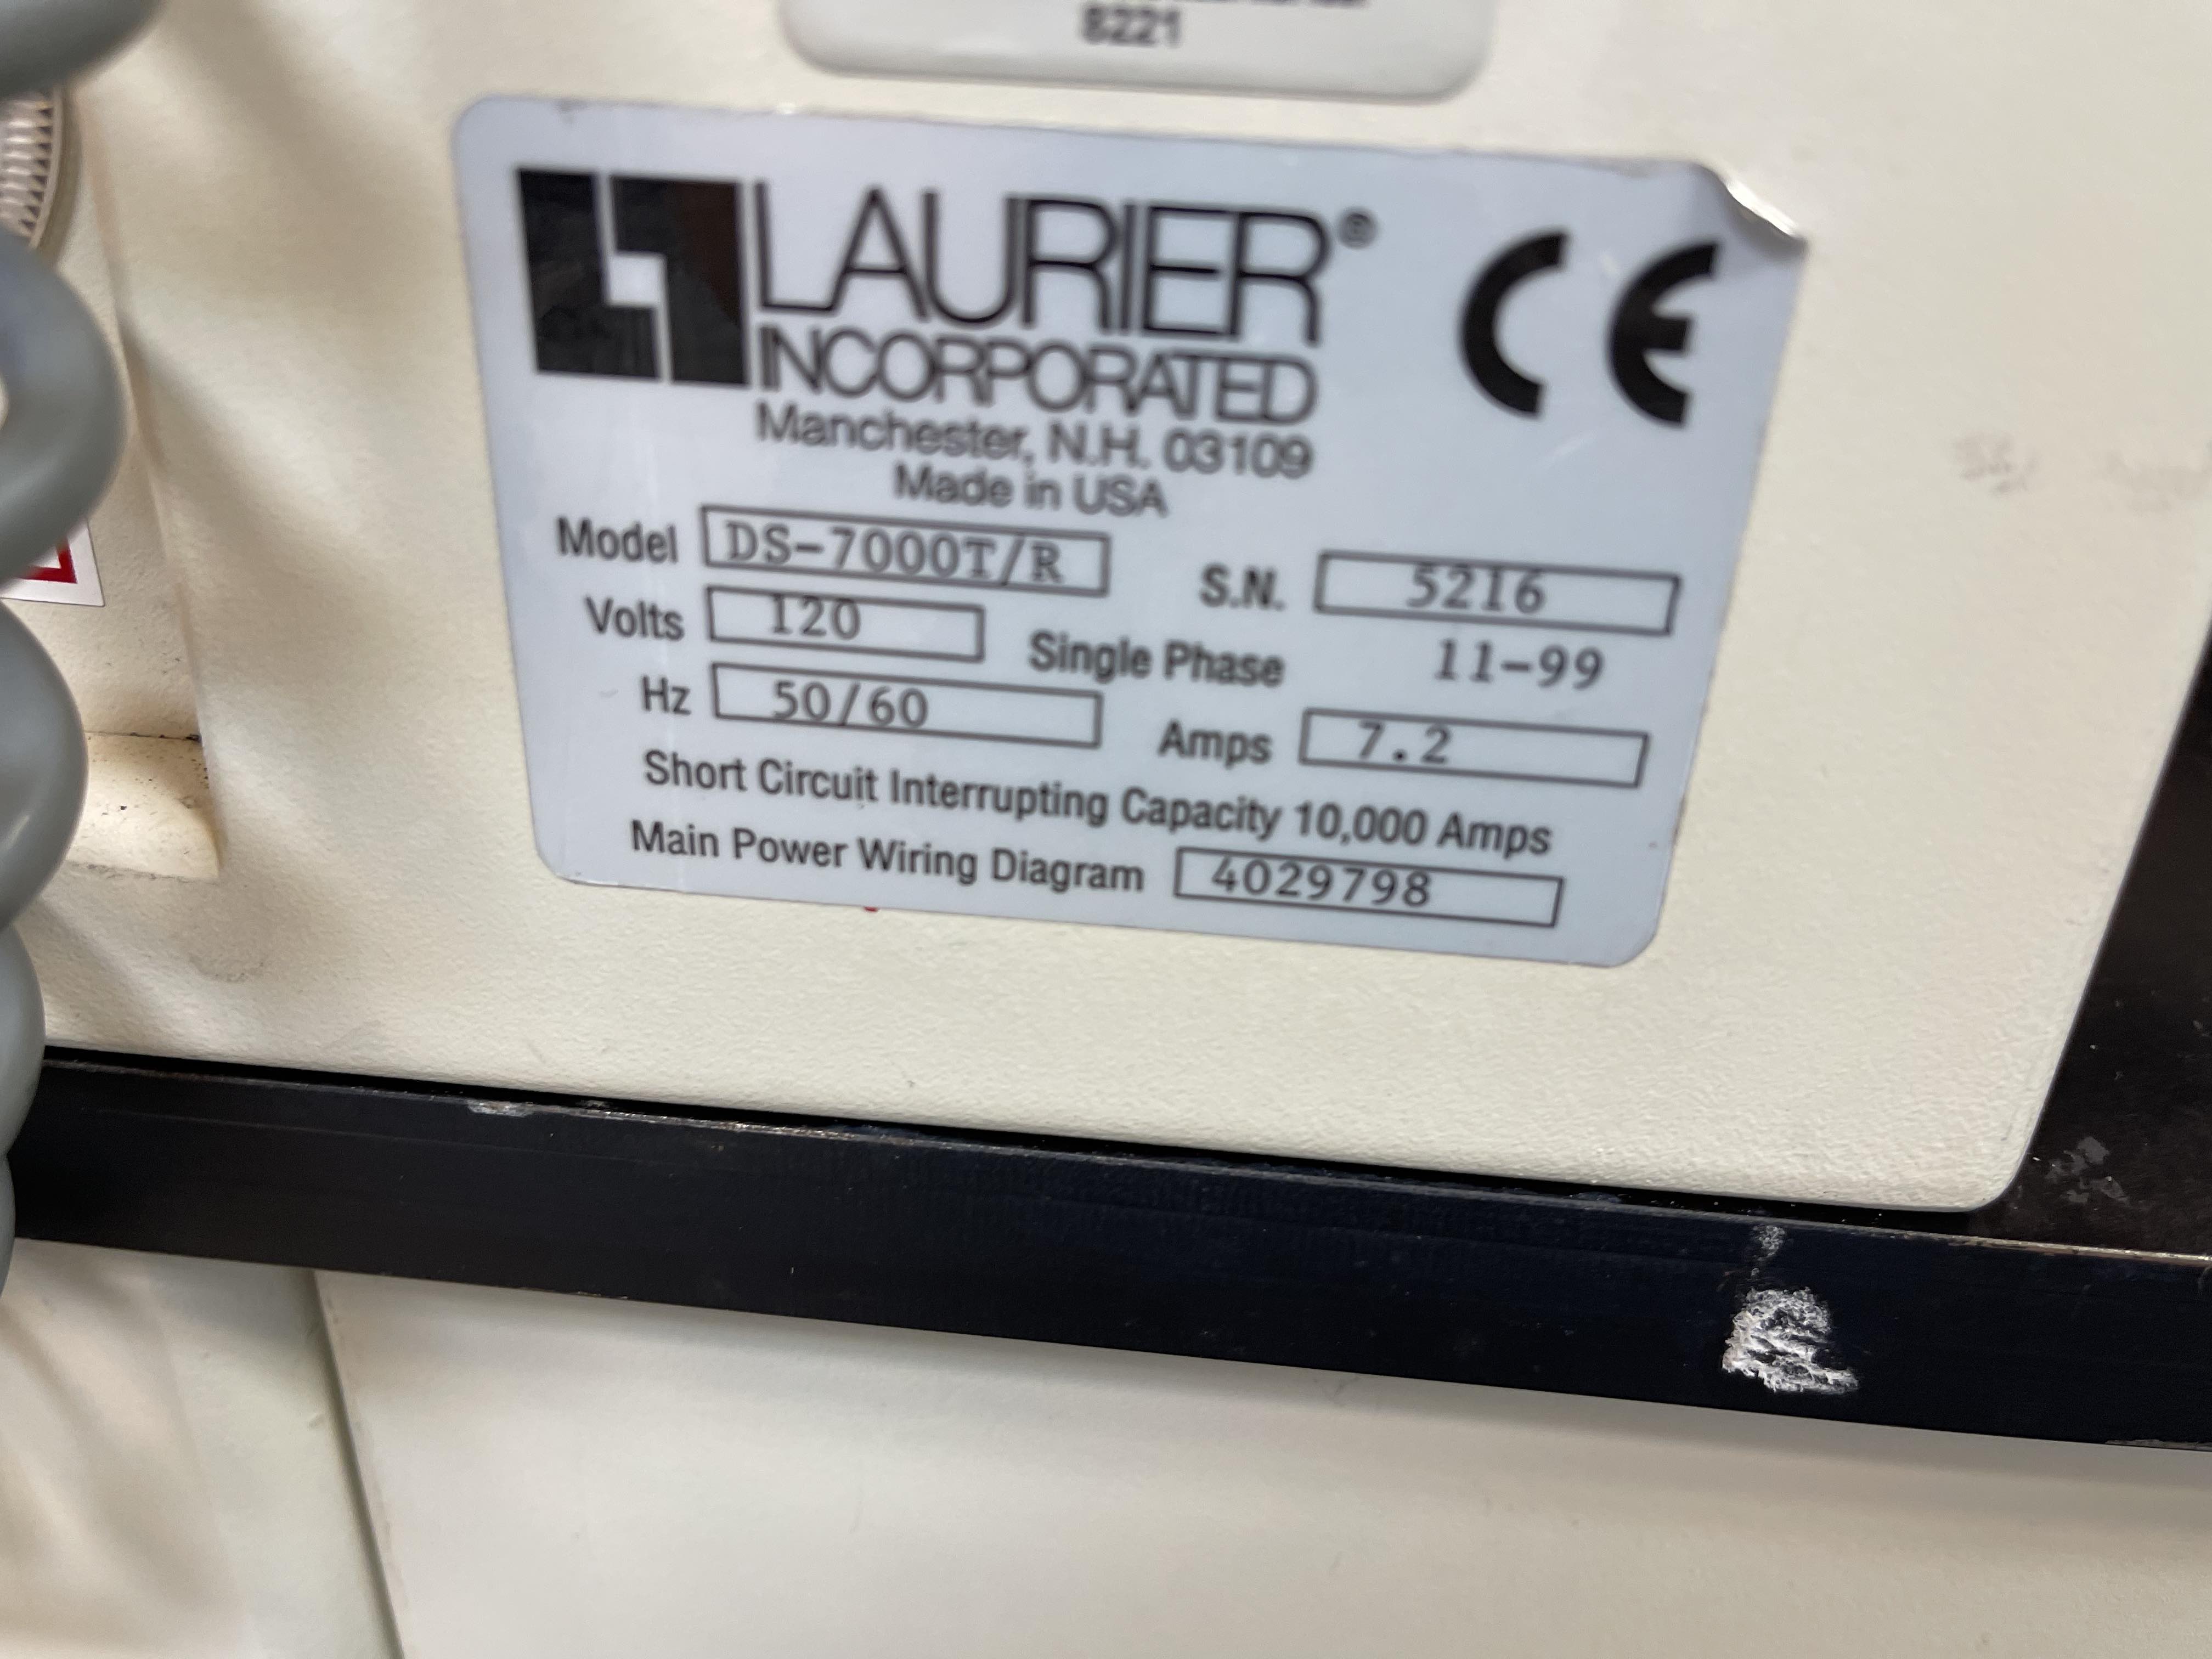 8221
LAURIER®
INCORPORATED
CE
Manchester, N.H. 03109
Made in USA
Model DS-7000T/R S.N. 5216
Volts 120 Single Phase 11-99
Hz 50/60 Amps 7.2
Short Circuit Interrupting Capacity 10,000 Amps
Main Power Wiring Diagram 4029798